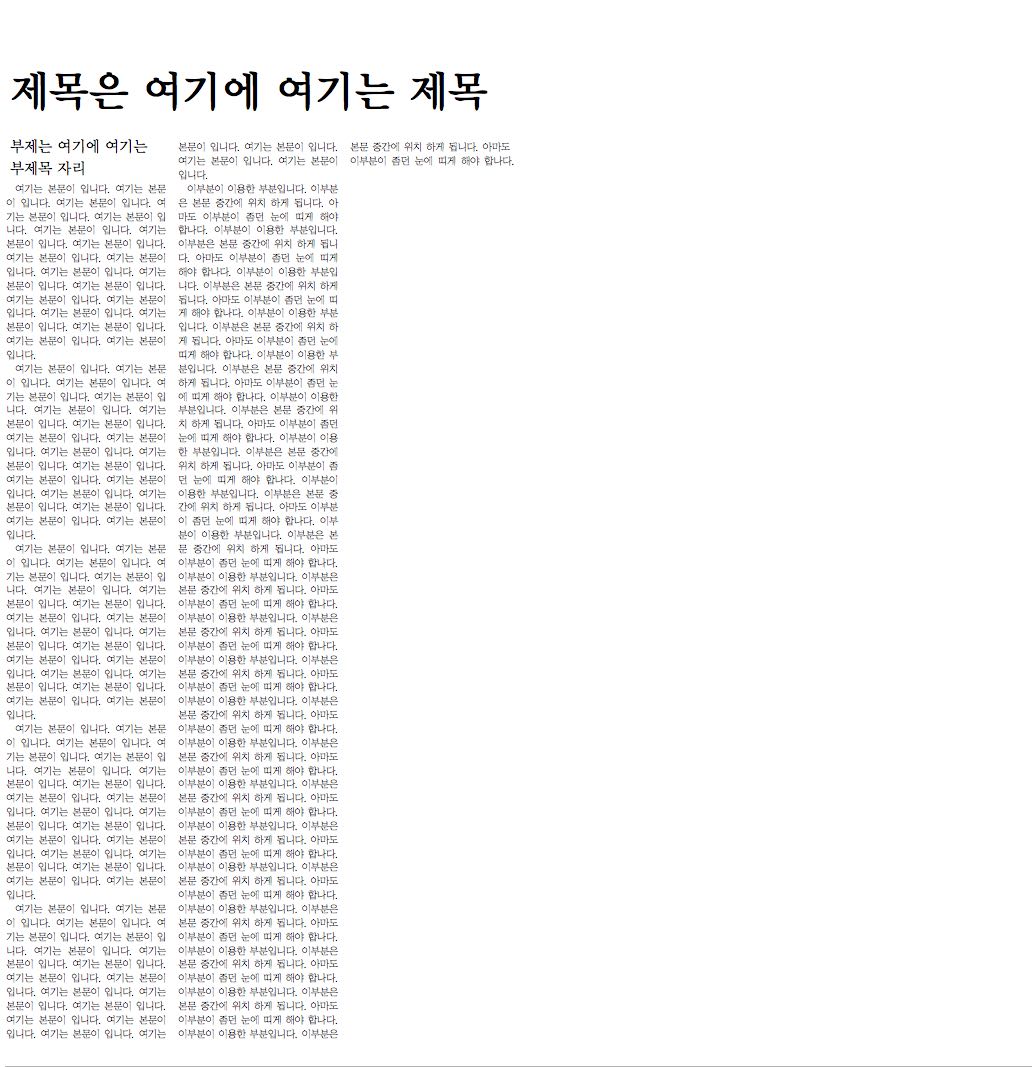 제목은 여기에 여기는 제목
부제는 여기에 여기는
부제목 자리
여기는 본문이 입니다. 여기는 본문
이 입니다. 여기는 본문이 입니다. 여
기는 본문이 입니다. 여기는 본문이 입
니다. 여기는 본문이 입니다. 여기는
본문이 입니다. 여기는 본문이 입니다.
여기는 본문이 입니다. 여기는 본문이
입니다. 여기는 본문이 입니다. 여기는
본문이 입니다. 여기는 본문이 입니다.
여기는 본문이 입니다. 여기는 본문이
입니다. 여기는 본문이 입니다. 여기는
본문이 입니다. 여기는 본문이 입니다.
여기는 본문이 입니다. 여기는 본문이
입니다.
여기는 본문이 입니다. 여기는 본문
이 입니다. 여기는 본문이 입니다. 여
기는 본문이 입니다. 여기는 본문이 입
니다. 여기는 본문이 입니다. 여기는
본문이 입니다. 여기는 본문이 입니다.
여기는 본문이 입니다. 여기는 본문이
입니다. 여기는 본문이 입니다. 여기는
본문이 입니다. 여기는 본문이 입니다.
여기는 본문이 입니다. 여기는 본문이
입니다. 여기는 본문이 입니다. 여기는
본문이 입니다. 여기는 본문이 입니다.
여기는 본문이 입니다. 여기는 본문이
입니다.
여기는 본문이 입니다. 여기는 본문
이 입니다. 여기는 본문이 입니다. 여
기는 본문이 입니다. 여기는 본문이 입
니다. 여기는 본문이 입니다. 여기는
본문이 입니다. 여기는 본문이 입니다.
여기는 본문이 입니다. 여기는 본문이
입니다. 여기는 본문이 입니다. 여기는
본문이 입니다. 여기는 본문이 입니다.
여기는 본문이 입니다. 여기는 본문이
입니다. 여기는 본문이 입니다. 여기는
본문이 입니다. 여기는 본문이 입니다.
여기는 본문이 입니다. 여기는 본문이
입니다.
여기는 본문이 입니다. 여기는 본문
이 입니다. 여기는 본문이 입니다. 여
기는 본문이 입니다. 여기는 본문이 입
니다. 여기는 본문이 입니다. 여기는
본문이 입니다. 여기는 본문이 입니다.
여기는 본문이 입니다. 여기는 본문이
입니다. 여기는 본문이 입니다. 여기는
본문이 입니다. 여기는 본문이 입니다.
여기는 본문이 입니다. 여기는 본문이
입니다. 여기는 본문이 입니다. 여기는
본문이 입니다. 여기는 본문이 입니다.
여기는 본문이 입니다. 여기는 본문이
입니다.
여기는 본문이 입니다. 여기는 본문
이 입니다. 여기는 본문이 입니다. 여
기는 본문이 입니다. 여기는 본문이 입
니다. 여기는 본문이 입니다. 여기는
본문이 입니다. 여기는 본문이 입니다.
여기는 본문이 입니다. 여기는 본문이
입니다. 여기는 본문이 입니다. 여기는
본문이 입니다. 여기는 본문이 입니다.
여기는 본문이 입니다. 여기는 본문이
입니다. 여기는 본문이 입니다. 여기는
본문이 입니다. 여기는 본문이 입니다.
여기는 본문이 입니다. 여기는 본문이
입니다.
이부분이 이용한 부분입니다. 이부분
은 본문 중간에 위치 하게 됩니다. 아
마도 이부분이 좀던 눈에 띠게 해야
합나다. 이부분이 이용한 부분입니다.
이부분은 본문 중간에 위치 하게 됩니
다. 아마도 이부분이 좀던 눈에 띠게
해야 합나다. 이부분이 이용한 부분입
니다. 이부분은 본문 중간에 위치 하게
됩니다. 아마도 이부분이 좀던 눈에 띠
게 해야 합나다. 이부분이 이용한 부분
입니다. 이부분은 본문 중간에 위치 하
게 됩니다. 아마도 이부분이 좀던 눈에
띠게 해야 합나다. 이부분이 이용한 부
분입니다. 이부분은 본문 중간에 위치
하게 됩니다. 아마도 이부분이 좀던 눈
에 띠게 해야 합나다. 이부분이 이용한
부분입니다. 이부분은 본문 중간에 위
치 하게 됩니다. 아마도 이부분이 좀던
눈에 띠게 해야 합나다. 이부분이 이용
한 부분입니다. 이부분은 본문 중간에
위치 하게 됩니다. 아마도 이부분이 좀
던 눈에 띠게 해야 합나다. 이부분이
이용한 부분입니다. 이부분은 본문 중
간에 위치 하게 됩니다. 아마도 이부분
이 좀던 눈에 띠게 해야 합나다. 이부
분이 이용한 부분입니다. 이부분은 본
문 중간에 위치 하게 됩니다. 아마도
이부분이 좀던 눈에 띠게 해야 합나다.
이부분이 이용한 부분입니다. 이부분은
본문 중간에 위치 하게 됩니다. 아마도
이부분이 좀던 눈에 띠게 해야 합나다.
이부분이 이용한 부분입니다. 이부분은
본문 중간에 위치 하게 됩니다. 아마도
이부분이 좀던 눈에 띠게 해야 합나다.
이부분이 이용한 부분입니다. 이부분은
본문 중간에 위치 하게 됩니다. 아마도
이부분이 좀던 눈에 띠게 해야 합나다.
이부분이 이용한 부분입니다. 이부분은
본문 중간에 위치 하게 됩니다. 아마도
이부분이 좀던 눈에 띠게 해야 합나다.
이부분이 이용한 부분입니다. 이부분은
본문 중간에 위치 하게 됩니다. 아마도
이부분이 좀던 눈에 띠게 해야 합나다.
이부분이 이용한 부분입니다. 이부분은
본문 중간에 위치 하게 됩니다. 아마도
이부분이 좀던 눈에 띠게 해야 합나다.
이부분이 이용한 부분입니다. 이부분은
본문 중간에 위치 하게 됩니다. 아마도
이부분이 좀던 눈에 띠게 해야 합나다.
이부분이 이용한 부분입니다. 이부분은
본문 중간에 위치 하게 됩니다. 아마도
이부분이 좀던 눈에 띠게 해야 합나다.
이부분이 이용한 부분입니다. 이부분은
본문 중간에 위치 하게 됩니다. 아마도
이부분이 좀던 눈에 띠게 해야 합나다.
이부분이 이용한 부분입니다. 이부분은
본문 중간에 위치 하게 됩니다. 아마도
이부분이 좀던 눈에 띠게 해야 합나다.
이부분이 이용한 부분입니다. 이부분은
본문 중간에 위치 하게 됩니다. 아마도
이부분이 좀던 눈에 띠게 해야 합나다.
이부분이 이용한 부분입니다. 이부분은
본문 중간에 위치 하게 됩니다. 아마도
이부분이 좀던 눈에 띠게 해야 합나다.